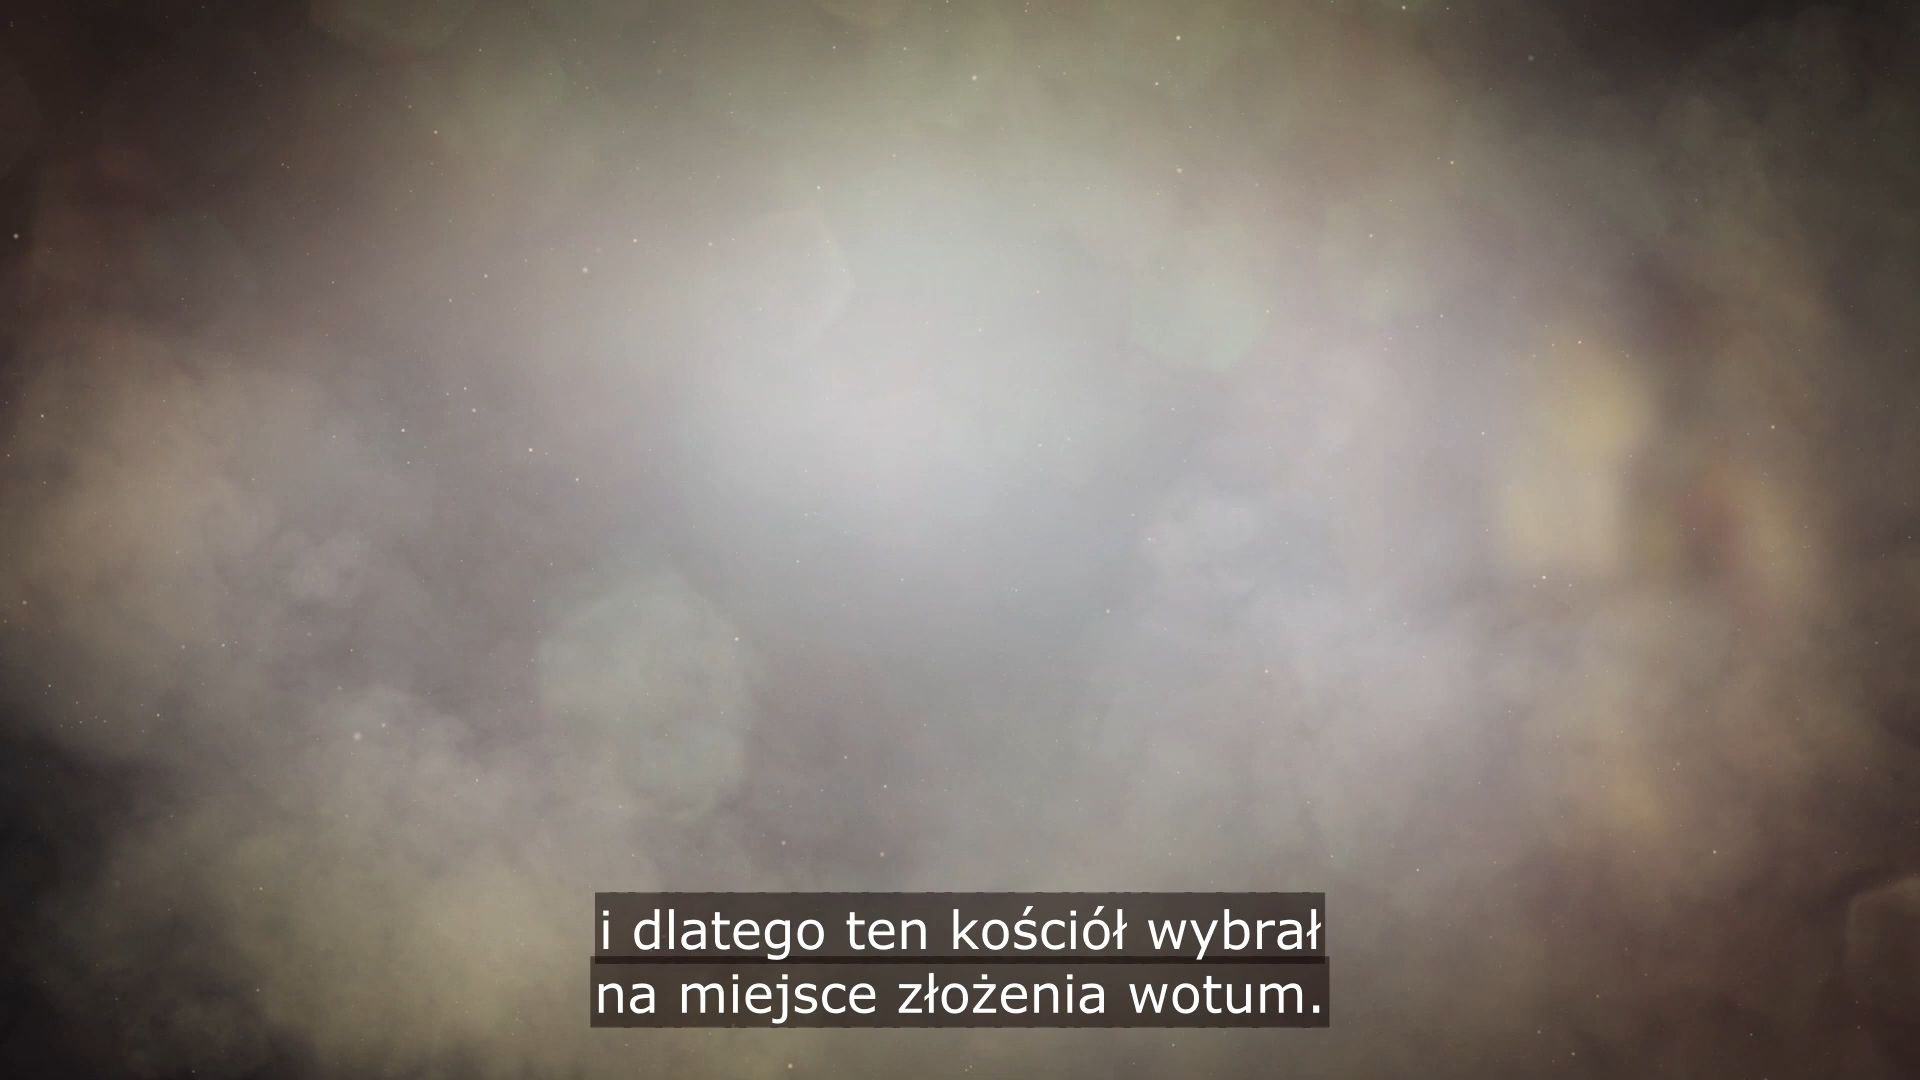 i dlatego ten kościół wybrał
na miejsce złożenia wotum.